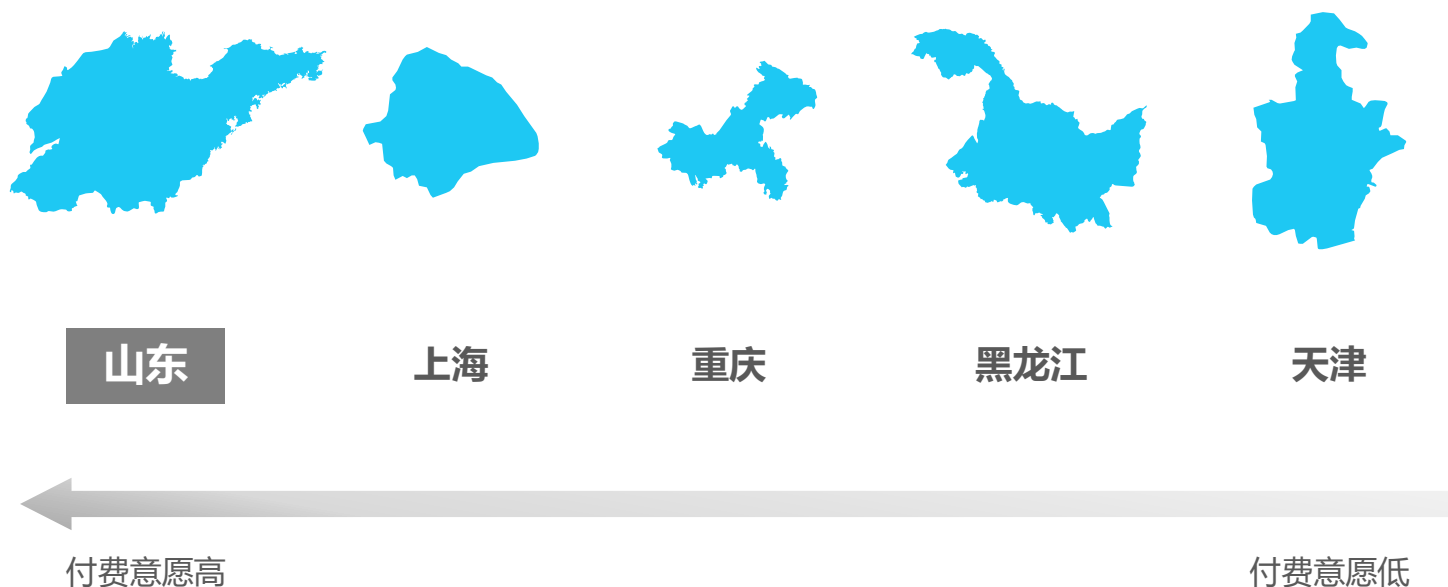 山东
上海
重庆
黑龙江
天津
付费意愿高
付费意愿低